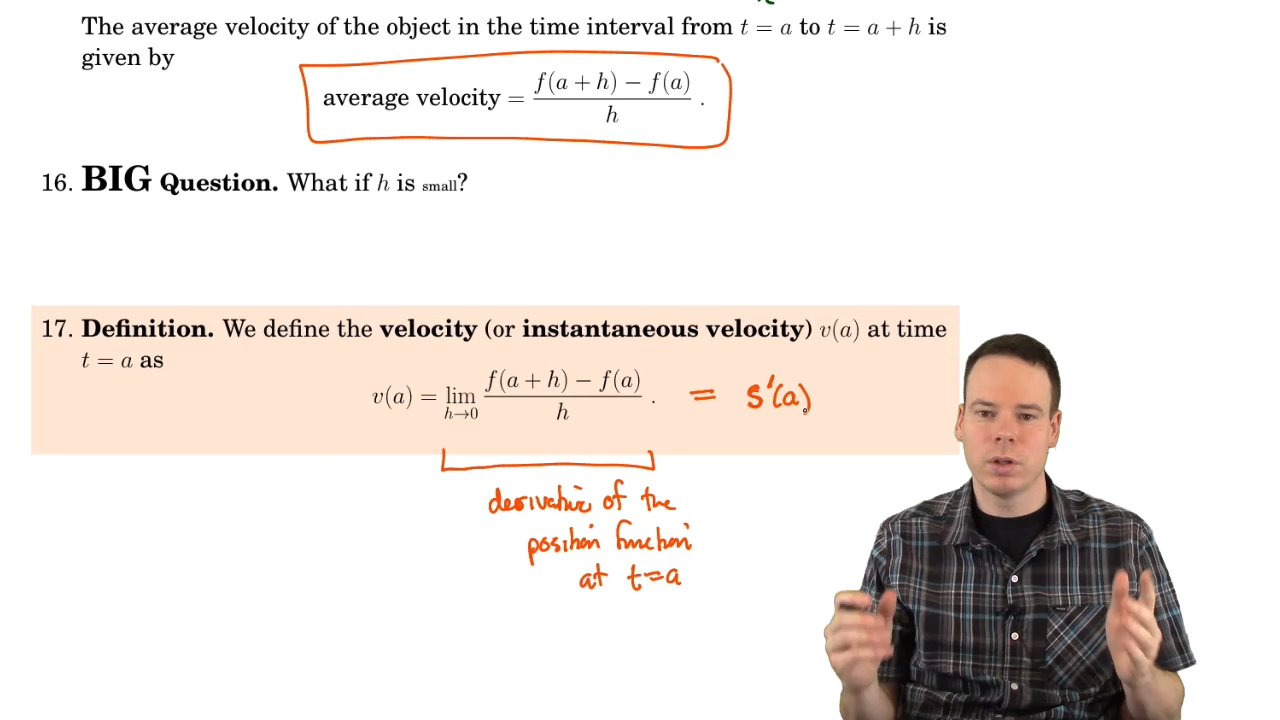 The average velocity of the object in the time interval from t = a to t = a + h is
given by
average velocity = f(a + h) − f(a) / h .
16. BIG Question. What if h is small?
17. Definition. We define the velocity (or instantaneous velocity) v(a) at time
t = a as
v(a) = lim h→0 f(a + h) − f(a) / h . = s'(a)
derivative of the
position function
at t=a